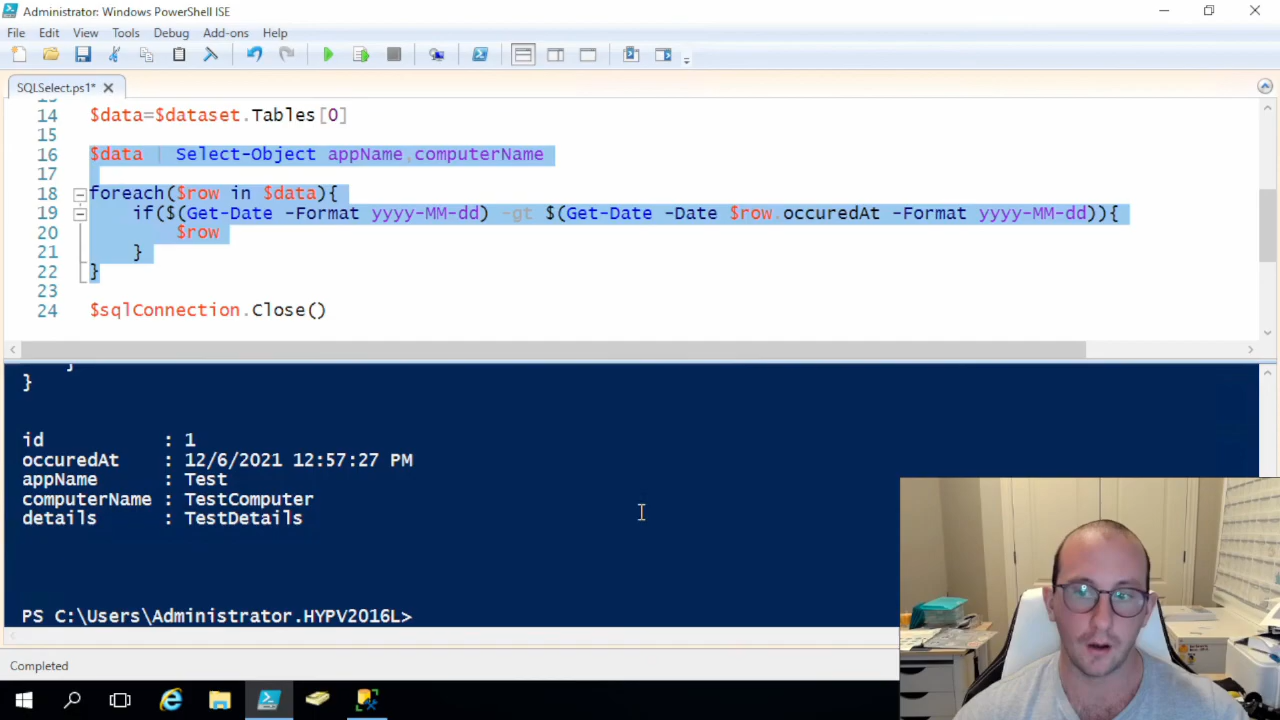 Administrator: Windows PowerShell ISE
File Edit View Tools Debug Add-ons Help
SQLSelect.ps1*
14 $data=$dataset.Tables[0]
15
16 $data | Select-Object appName,computerName
17
18 foreach($row in $data){
19 if($(Get-Date -Format yyyy-MM-dd) -gt $(Get-Date -Date $row.occuredAt -Format yyyy-MM-dd)){
20 $row
21 }
22 }
23
24 $sqlConnection.Close()
}
}
id : 1
occuredAt : 12/6/2021 12:57:27 PM
appName : Test
computerName : TestComputer
details : TestDetails
PS C:\Users\Administrator.HYPV2016L>
Completed